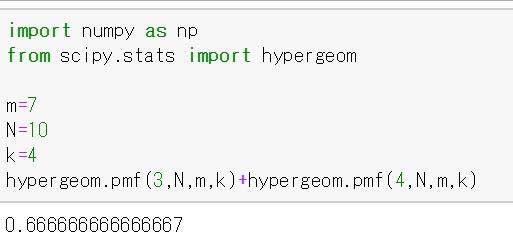 import numpy as np
from scipy.stats import hypergeom

m=7
N=10
k=4
hypergeom.pmf(3,N,m,k)+hypergeom.pmf(4,N,m,k)
0.666666666666667